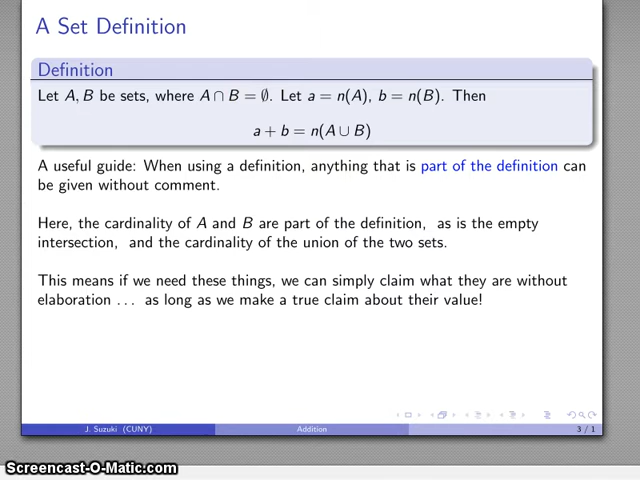 A Set Definition
Definition
Let A, B be sets, where A ∩ B = ∅. Let a = n(A), b = n(B). Then
a + b = n(A ∪ B)
A useful guide: When using a definition, anything that is part of the definition can
be given without comment.
Here, the cardinality of A and B are part of the definition, as is the empty
intersection, and the cardinality of the union of the two sets.
This means if we need these things, we can simply claim what they are without
elaboration ... as long as we make a true claim about their value!
J. Suzuki (CUNY) Addition 3 / 1
Screencast-O-Matic.com